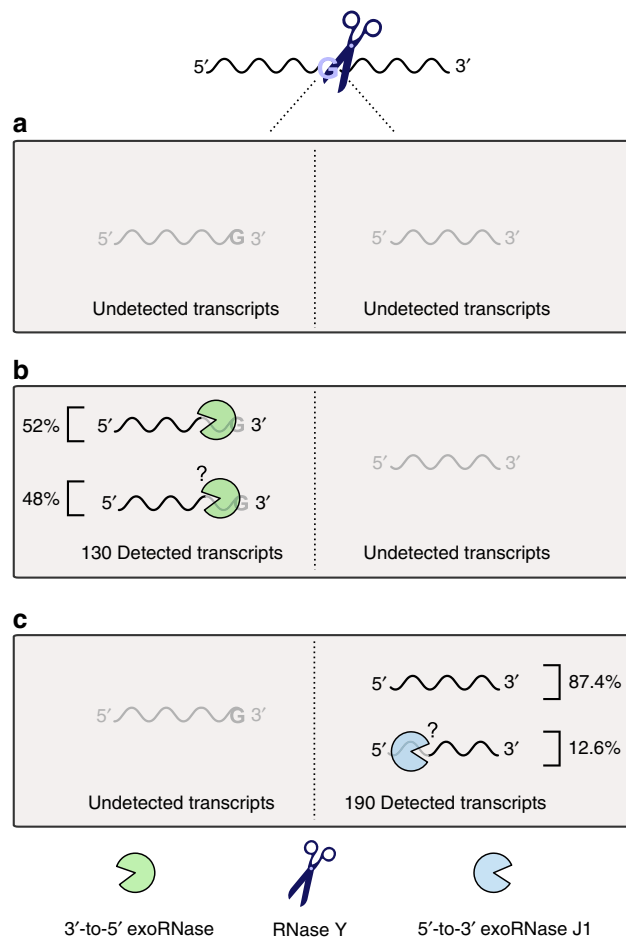 5′ G 3′
a
5′ G 3′ 5′ 3′
Undetected transcripts Undetected transcripts
b
52% 5′ G 3′
5′ 3′
? 
48% 5′ G 3′
130 Detected transcripts Undetected transcripts
c
5′ 3′ 87.4%
5′ G 3′
?
5′ 3′ 12.6%
Undetected transcripts 190 Detected transcripts
3′-to-5′ exoRNase RNase Y 5′-to-3′ exoRNase J1